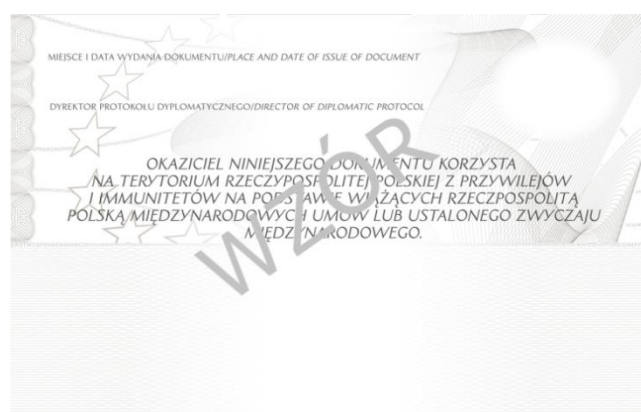 MIEJSCE I DATA WYDANIA DOKUMENTU/PLACE AND DATE OF ISSUE OF DOCUMENT
DYREKTOR PROTOKOŁU DYPLOMATYCZNEGO/DIRECTOR OF DIPLOMATIC PROTOCOL
OKAZICIEL NINIEJSZEGO DOKUMENTU KORZYSTA
NA TERYTORIUM RZECZYPOSPOLITEJ POLSKIEJ Z PRZYWILEJÓW
I IMMUNITETÓW NA PODSTAWIE WIĄŻĄCYCH RZECZPOSPOLITĄ
POLSKĄ MIĘDZYNARODOWYCH UMÓW LUB USTALONEGO ZWYCZAJU
MIĘDZYNARODOWEGO.
WZÓR